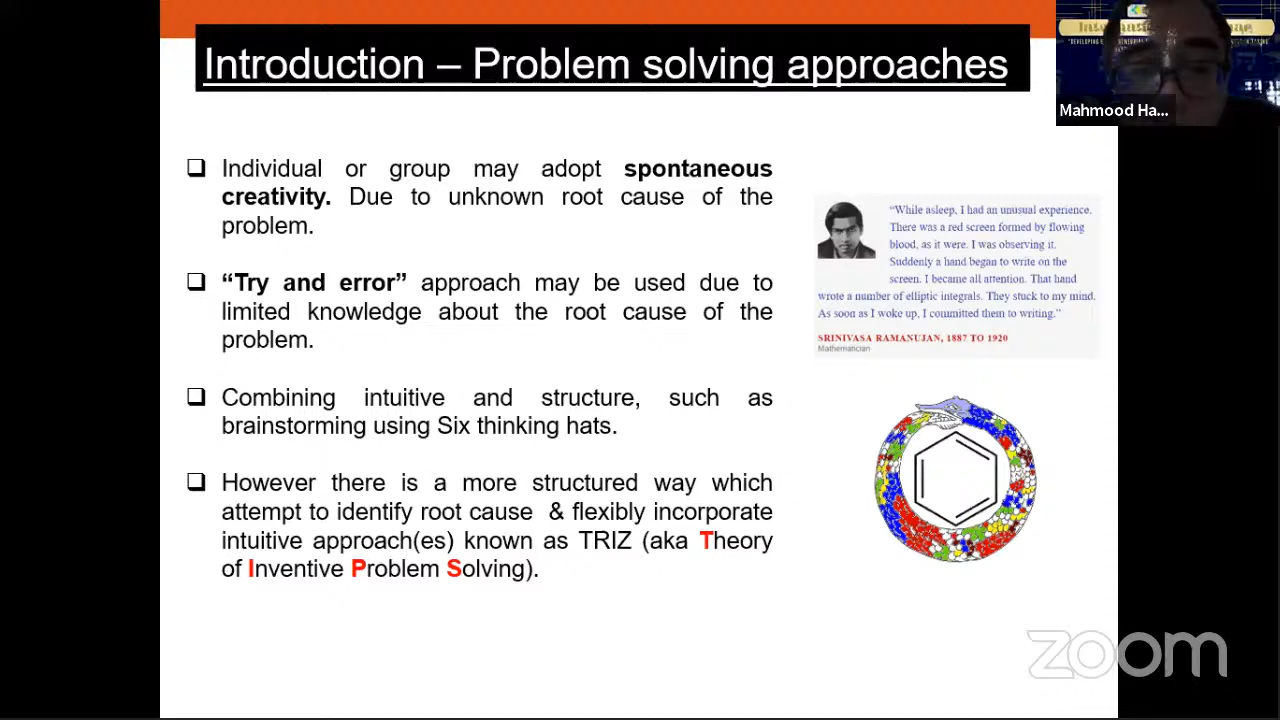 Introduction – Problem solving approaches
Mahmood Ha...
❑ Individual or group may adopt spontaneous
creativity. Due to unknown root cause of the
problem.
❑ “Try and error” approach may be used due to
limited knowledge about the root cause of the
problem.
❑ Combining intuitive and structure, such as
brainstorming using Six thinking hats.
❑ However there is a more structured way which
attempt to identify root cause & flexibly incorporate
intuitive approach(es) known as TRIZ (aka Theory
of Inventive Problem Solving).
“While asleep, I had an unusual experience.
There was a red screen formed by flowing
blood, as it were. I was observing it.
Suddenly a hand began to write on the
screen. I became all attention. That hand
wrote a number of elliptic integrals. They stuck to my mind.
As soon as I woke up, I committed them to writing.”
SRINIVASA RAMANUJAN, 1887 TO 1920
Mathematician
zoom